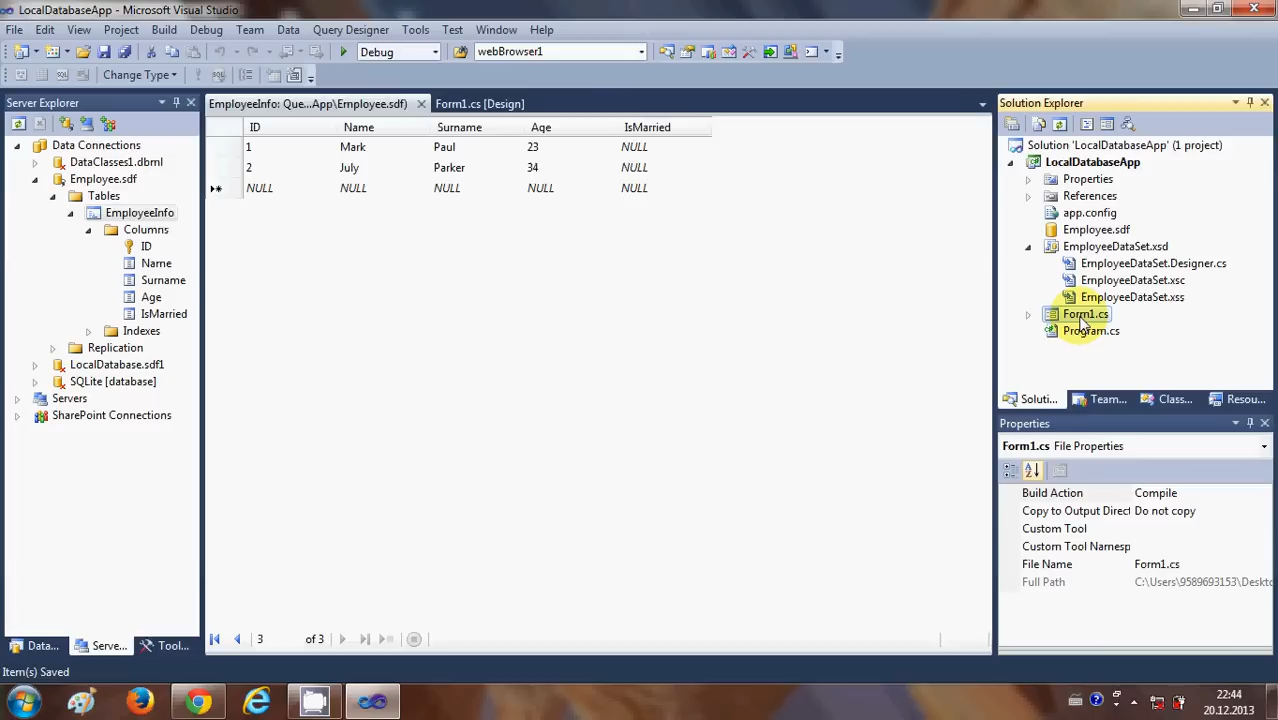 LocalDatabaseApp - Microsoft Visual Studio
File Edit View Project Build Debug Team Data Query Designer Tools Test Window Help
Debug webBrowser1
Change Type
Server Explorer
Data Connections
DataClasses1.dbml
Employee.sdf
Tables
EmployeeInfo
Columns
ID
Name
Surname
Age
IsMarried
Indexes
Replication
LocalDatabase.sdf1
SQLite [database]
Servers
SharePoint Connections
Data... Serve... Tool...
EmployeeInfo: Que...App\Employee.sdf) Form1.cs [Design]
ID Name Surname Age IsMarried
1 Mark Paul 23 NULL
2 July Parker 34 NULL
NULL NULL NULL NULL NULL
3 of 3
Solution Explorer
Solution 'LocalDatabaseApp' (1 project)
LocalDatabaseApp
Properties
References
app.config
Employee.sdf
EmployeeDataSet.xsd
EmployeeDataSet.Designer.cs
EmployeeDataSet.xsc
EmployeeDataSet.xss
Form1.cs
Program.cs
Soluti... Team... Class... Resou...
Properties
Form1.cs File Properties
Build Action Compile
Copy to Output Direct Do not copy
Custom Tool
Custom Tool Namesp
File Name Form1.cs
Full Path C:\Users\9589693153\Deskto
Item(s) Saved
22:44
20.12.2013